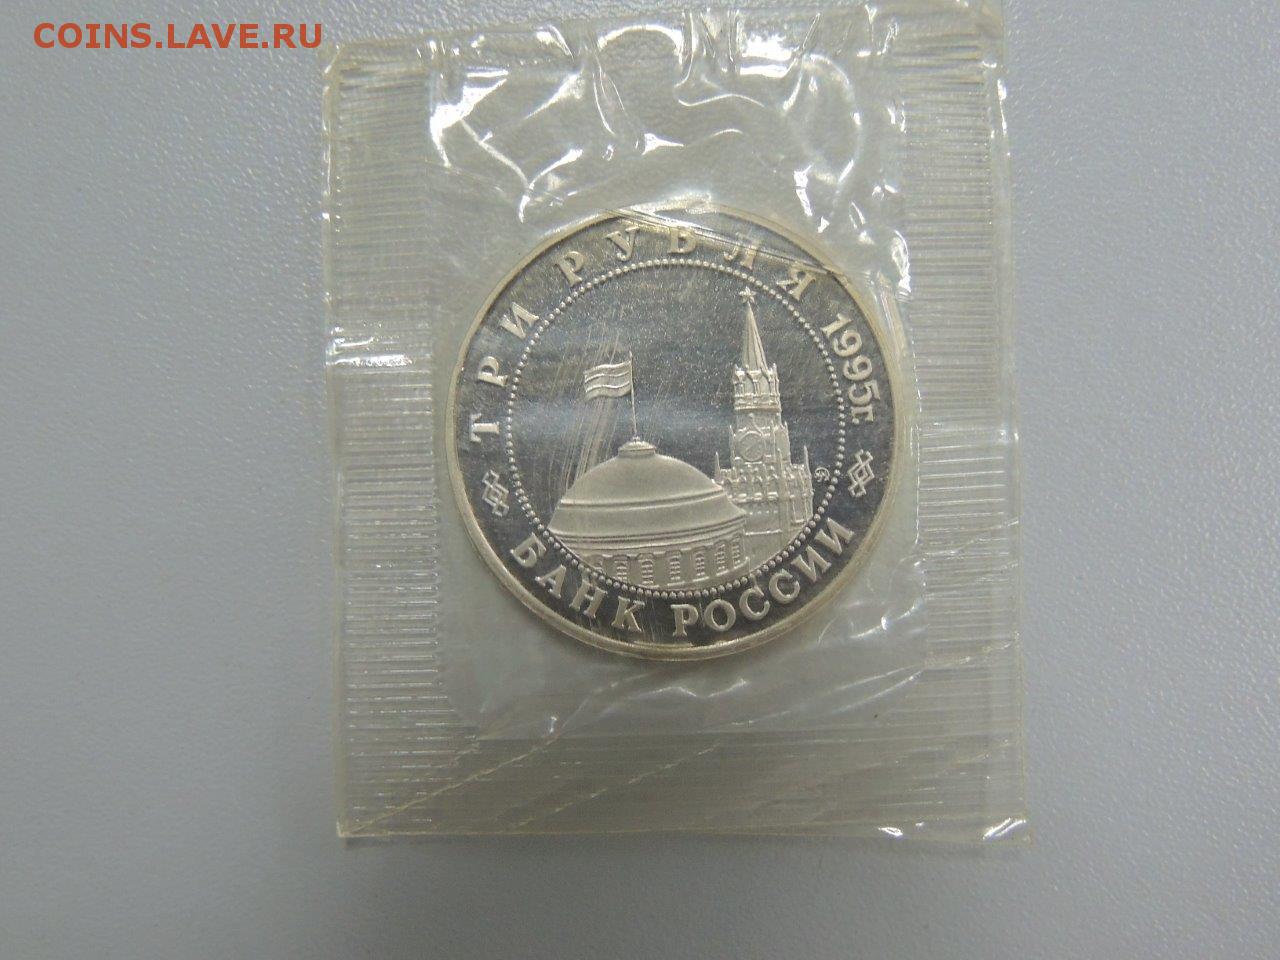 COINS.LAVE.RU
ТРИ РУБЛЯ 1995г.
БАНК РОССИИ